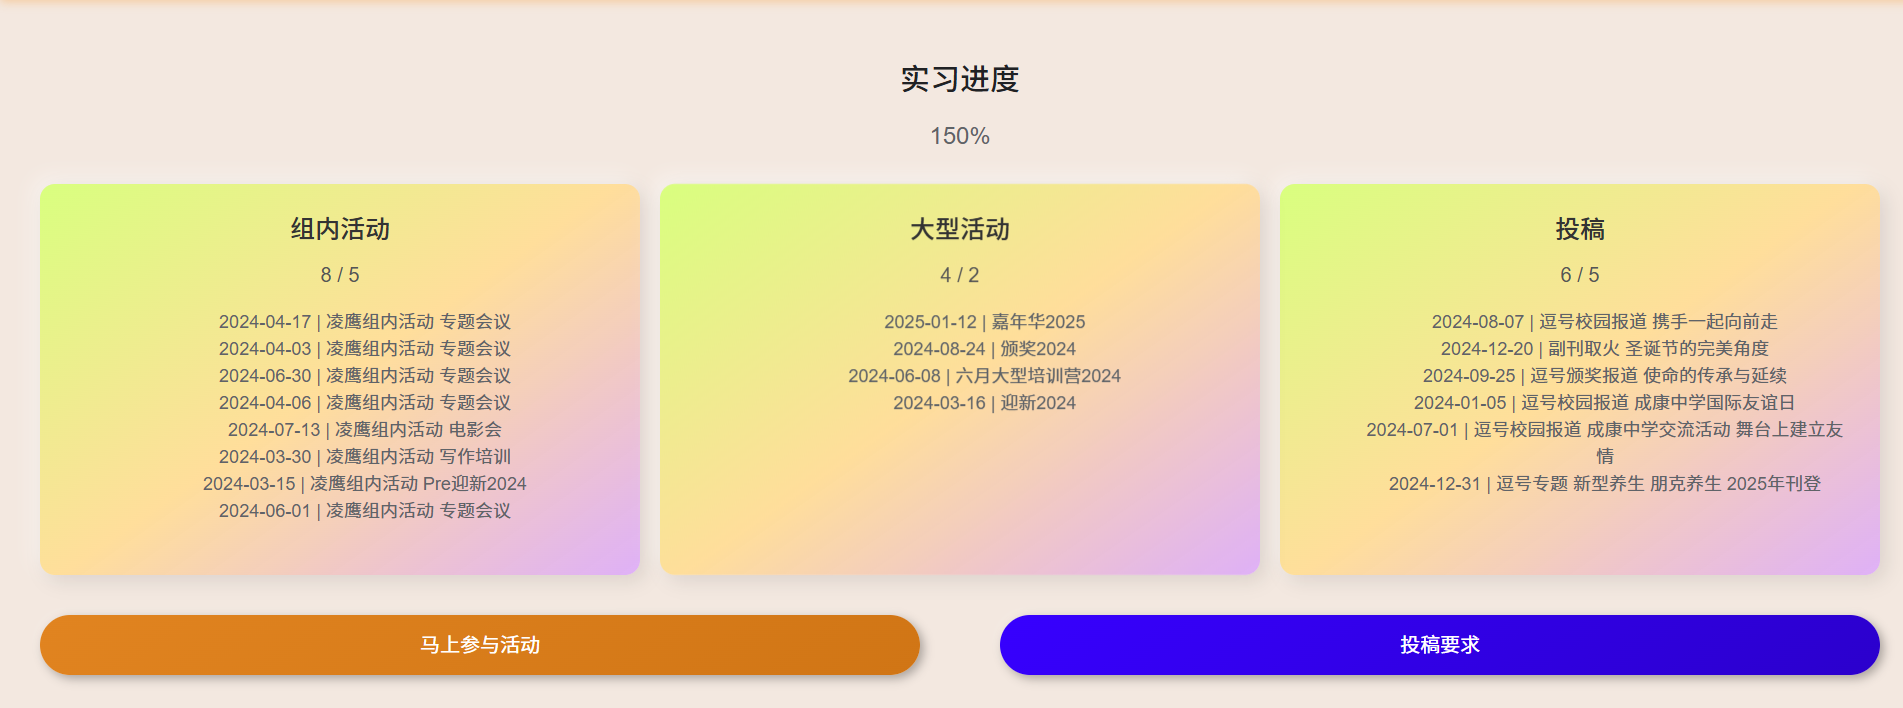 实习进度
150%
组内活动
8 / 5
2024-04-17 | 凌鹰组内活动 专题会议
2024-04-03 | 凌鹰组内活动 专题会议
2024-06-30 | 凌鹰组内活动 专题会议
2024-04-06 | 凌鹰组内活动 专题会议
2024-07-13 | 凌鹰组内活动 电影会
2024-03-30 | 凌鹰组内活动 写作培训
2024-03-15 | 凌鹰组内活动 Pre迎新2024
2024-06-01 | 凌鹰组内活动 专题会议
大型活动
4 / 2
2025-01-12 | 嘉年华2025
2024-08-24 | 颁奖2024
2024-06-08 | 六月大型培训营2024
2024-03-16 | 迎新2024
投稿
6 / 5
2024-08-07 | 逗号校园报道 携手一起向前走
2024-12-20 | 副刊取火 圣诞节的完美角度
2024-09-25 | 逗号颁奖报道 使命的传承与延续
2024-01-05 | 逗号校园报道 成康中学国际友谊日
2024-07-01 | 逗号校园报道 成康中学交流活动 舞台上建立友
情
2024-12-31 | 逗号专题 新型养生 朋克养生 2025年刊登
马上参与活动
投稿要求